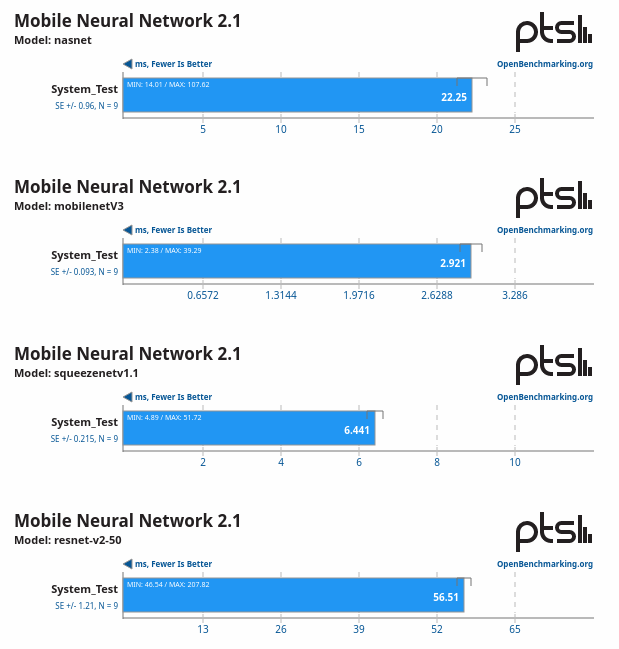 Mobile Neural Network 2.1
Model: nasnet
ptsl
ms, Fewer Is Better
OpenBenchmarking.org
System_Test
SE +/- 0.96, N = 9
MIN: 14.01 / MAX: 107.62
22.25
5 10 15 20 25
Mobile Neural Network 2.1
Model: mobilenetV3
ptsl
ms, Fewer Is Better
OpenBenchmarking.org
System_Test
SE +/- 0.093, N = 9
MIN: 2.38 / MAX: 39.29
2.921
0.6572 1.3144 1.9716 2.6288 3.286
Mobile Neural Network 2.1
Model: squeezenetv1.1
ptsl
ms, Fewer Is Better
OpenBenchmarking.org
System_Test
SE +/- 0.215, N = 9
MIN: 4.89 / MAX: 51.72
6.441
2 4 6 8 10
Mobile Neural Network 2.1
Model: resnet-v2-50
ptsl
ms, Fewer Is Better
OpenBenchmarking.org
System_Test
SE +/- 1.21, N = 9
MIN: 46.54 / MAX: 207.82
56.51
13 26 39 52 65